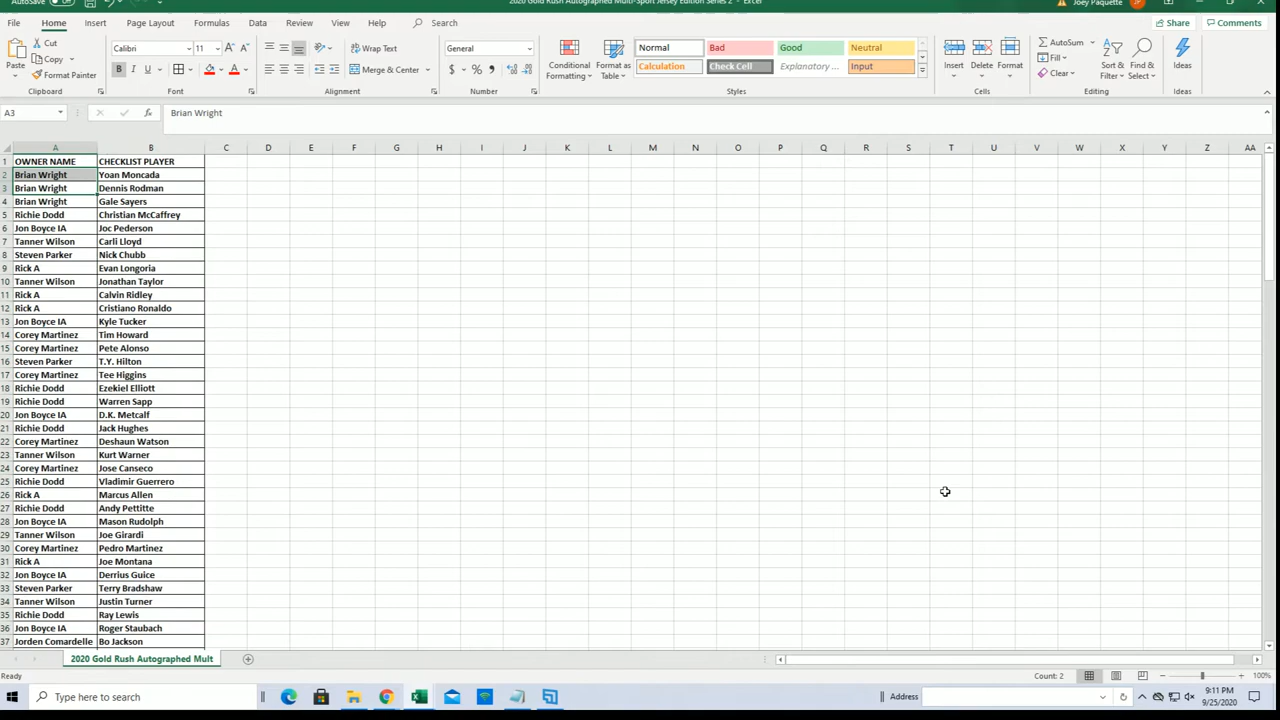 AutoSave
2020 Gold Rush Autographed Multi-Sport Jersey Edition Series 2 - Excel
Joey Paquette
JP
File Home Insert Page Layout Formulas Data Review View Help Search
Share Comments
Cut
Copy
Format Painter
Paste
Clipboard
Calibri 11
B I U
Font
Wrap Text
Merge & Center
Alignment
General
$ % ,
Number
Conditional Formatting
Format as Table
Normal Bad Good Neutral
Calculation Check Cell Explanatory ... Input
Styles
Insert Delete Format
Cells
AutoSum
Fill
Clear
Sort & Filter
Find & Select
Editing
Ideas
Ideas
A3 fx Brian Wright
A B C D E F G H I J K L M N O P Q R S T U V W X Y Z AA
1 OWNER NAME CHECKLIST PLAYER
2 Brian Wright Yoan Moncada
3 Brian Wright Dennis Rodman
4 Brian Wright Gale Sayers
5 Richie Dodd Christian McCaffrey
6 Jon Boyce IA Joc Pederson
7 Tanner Wilson Carli Lloyd
8 Steven Parker Nick Chubb
9 Rick A Evan Longoria
10 Tanner Wilson Jonathan Taylor
11 Rick A Calvin Ridley
12 Rick A Cristiano Ronaldo
13 Jon Boyce IA Kyle Tucker
14 Corey Martinez Tim Howard
15 Corey Martinez Pete Alonso
16 Steven Parker T.Y. Hilton
17 Corey Martinez Tee Higgins
18 Richie Dodd Ezekiel Elliott
19 Richie Dodd Warren Sapp
20 Jon Boyce IA D.K. Metcalf
21 Richie Dodd Jack Hughes
22 Corey Martinez Deshaun Watson
23 Tanner Wilson Kurt Warner
24 Corey Martinez Jose Canseco
25 Richie Dodd Vladimir Guerrero
26 Rick A Marcus Allen
27 Richie Dodd Andy Pettitte
28 Jon Boyce IA Mason Rudolph
29 Tanner Wilson Joe Girardi
30 Corey Martinez Pedro Martinez
31 Rick A Joe Montana
32 Jon Boyce IA Derrius Guice
33 Steven Parker Terry Bradshaw
34 Tanner Wilson Justin Turner
35 Richie Dodd Ray Lewis
36 Jon Boyce IA Roger Staubach
37 Jorden Comardelle Bo Jackson
2020 Gold Rush Autographed Mult
Ready
Count: 2
100%
Type here to search
Address
9:11 PM
9/25/2020